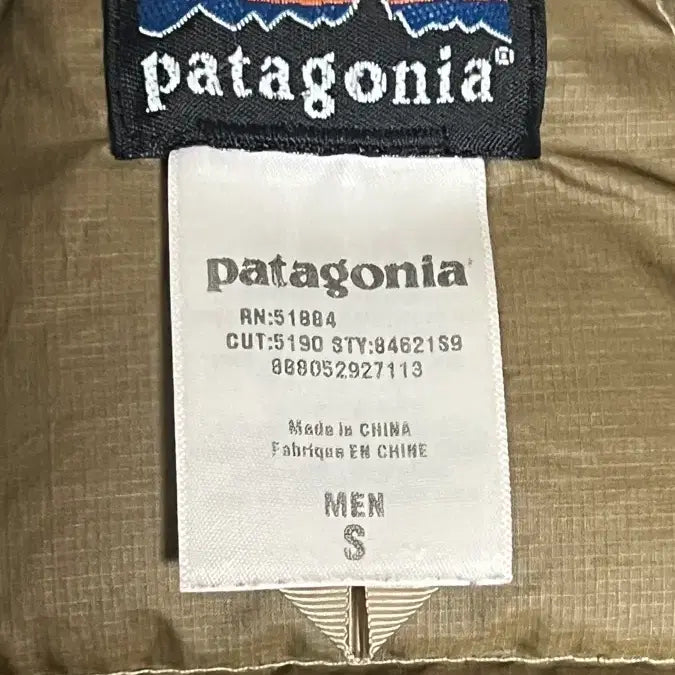 patagonia®
patagonia
RN:51884
CUT:5190 STY:84621S9
888052927113
Made in CHINA
Fabriqué EN CHINE
MEN
S